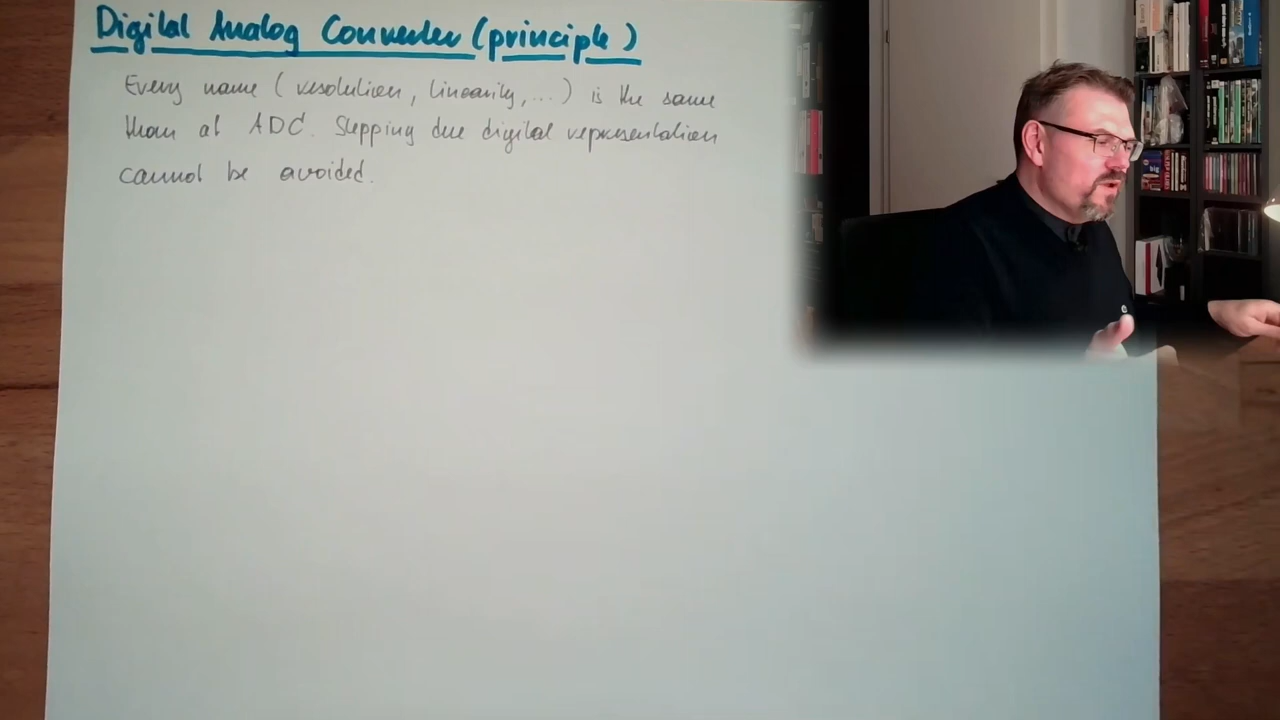 Digital Analog Converter (principle)
Every name (resolution, linearity, ...) is the same
than at ADC. Stepping due digital representation
cannot be avoided.